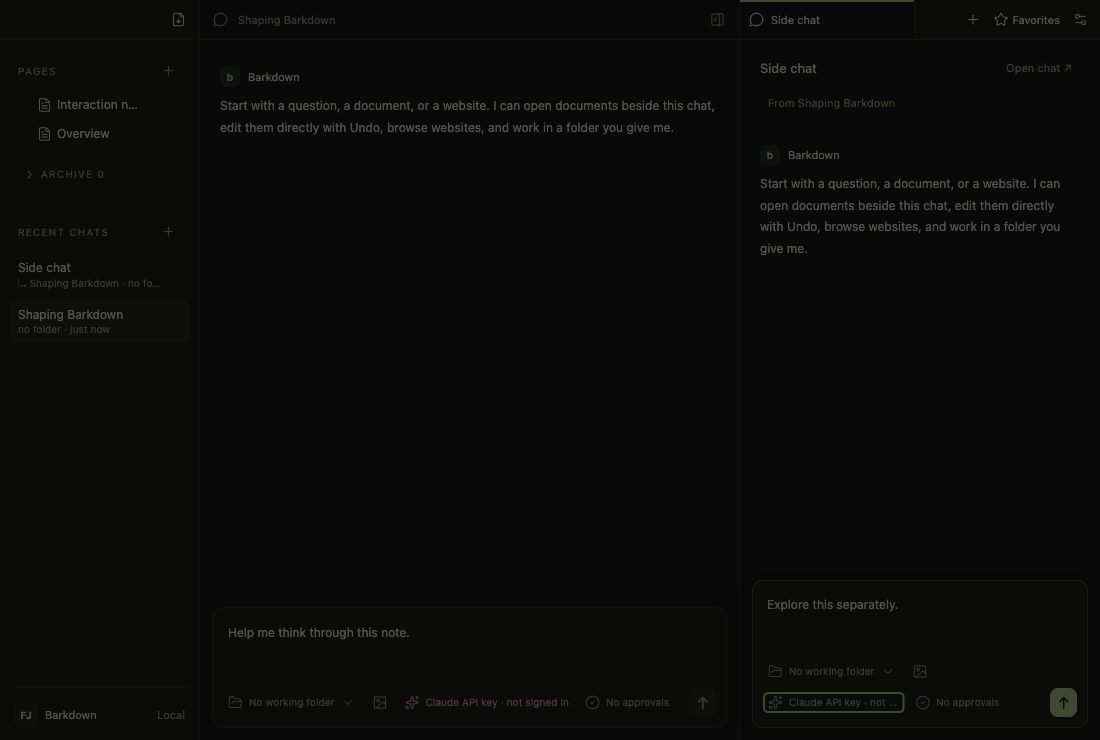 Shaping Barkdown
Side chat
Favorites
PAGES
Interaction n...
Overview
ARCHIVE 0
RECENT CHATS
Side chat
Shaping Barkdown · no fo...
Shaping Barkdown
no folder · just now
FJ Barkdown Local
b Barkdown
Start with a question, a document, or a website. I can open documents beside this chat,
edit them directly with Undo, browse websites, and work in a folder you give me.
Help me think through this note.
No working folder Claude API key · not signed in No approvals
Side chat Open chat ↗
From Shaping Barkdown
b Barkdown
Start with a question, a document, or a website. I can
open documents beside this chat, edit them directly
with Undo, browse websites, and work in a folder you
give me.
Explore this separately.
No working folder
Claude API key · not ... No approvals